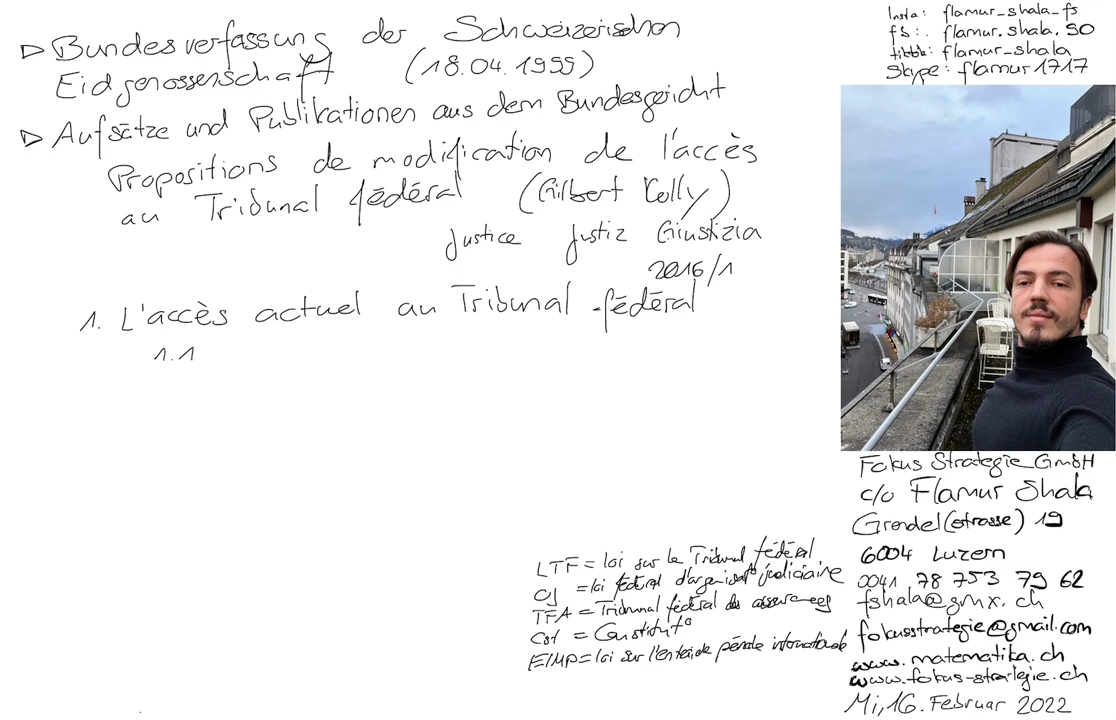 ▷ Bundesverfassung der Schweizerischen
Eidgenossenschaft (18.04.1999)
▷ Aufsätze und Publikationen aus dem Bundesgericht
Propositions de modification de l'accès
au Tribunal fédéral (Gilbert Kolly)
Justice Justiz Giustizia
2016/1
1. L'accès actuel au Tribunal fédéral
1.1
Insta: flamur_shala_fs
fs:. flamur.shala.90
tiktok: flamur_shala
Skype: flamur1717
Fokus Strategie GmbH
c/o Flamur Shala
Grendel(strasse) 19
6004 Luzern
0041 78 753 79 62
fshala@gmx.ch
fokusstrategie@gmail.com
www.matematika.ch
www.fokus-strategie.ch
Mi, 16. Februar 2022
LTF = loi sur le Tribunal fédéral
OJ = loi fédéral d'organisat° judiciaire
TFA = Tribunal fédéral des assurances
Cst = Constitut°
EIMP = loi sur l'entraide pénale internationale